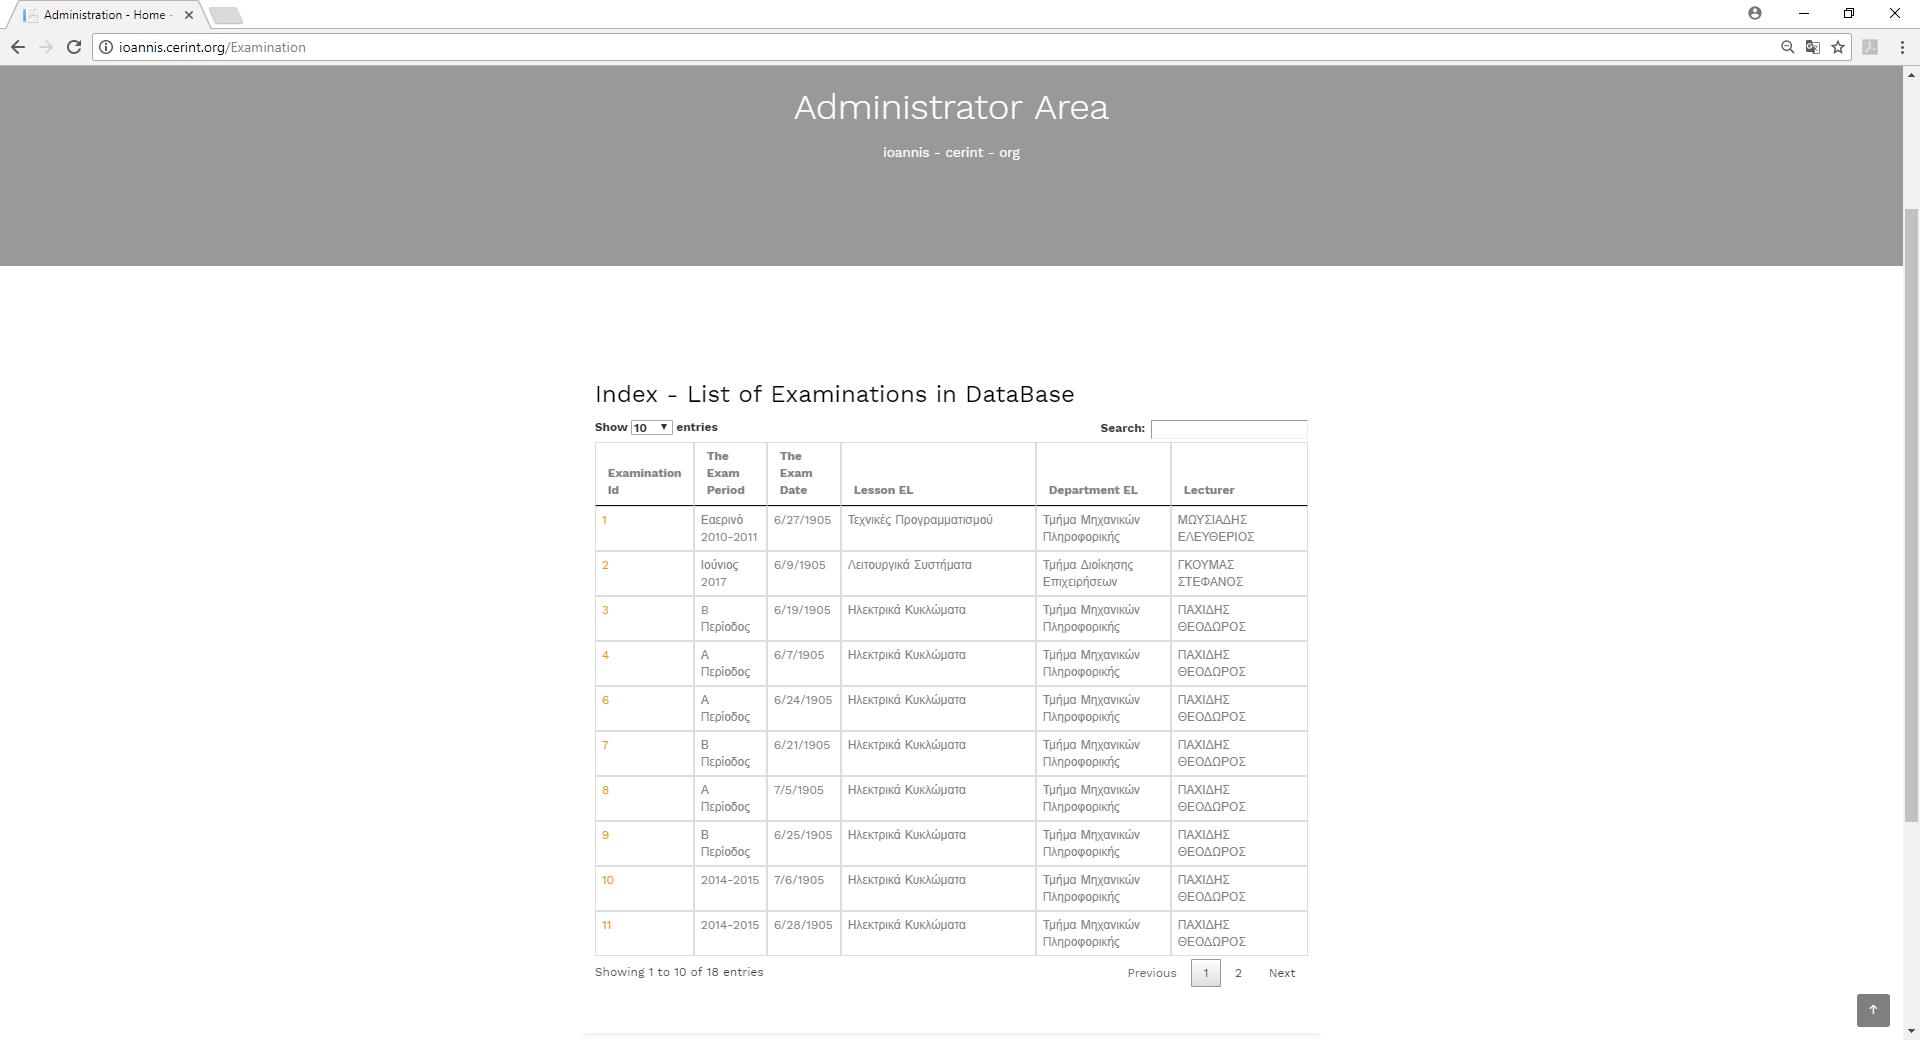 Administration - Home -
ioannis.cerint.org/Examination
Administrator Area
ioannis - cerint - org
Index - List of Examinations in DataBase
Show 10 entries
Search:
Examination Id The Exam Period The Exam Date Lesson EL Department EL Lecturer
1 Εαερινό 6/27/1905 Τεχνικές Προγραμματισμού Τμήμα Μηχανικών ΜΩΥΣΙΑΔΗΣ
2010-2011 Πληροφορικής ΕΛΕΥΘΕΡΙΟΣ
2 Ιούνιος 6/9/1905 Λειτουργικά Συστήματα Τμήμα Διοίκησης ΓΚΟΥΜΑΣ
2017 Επιχειρήσεων ΣΤΕΦΑΝΟΣ
3 Β 6/19/1905 Ηλεκτρικά Κυκλώματα Τμήμα Μηχανικών ΠΑΧΙΔΗΣ
Περίοδος Πληροφορικής ΘΕΟΔΩΡΟΣ
4 Α 6/7/1905 Ηλεκτρικά Κυκλώματα Τμήμα Μηχανικών ΠΑΧΙΔΗΣ
Περίοδος Πληροφορικής ΘΕΟΔΩΡΟΣ
6 Α 6/24/1905 Ηλεκτρικά Κυκλώματα Τμήμα Μηχανικών ΠΑΧΙΔΗΣ
Περίοδος Πληροφορικής ΘΕΟΔΩΡΟΣ
7 Β 6/21/1905 Ηλεκτρικά Κυκλώματα Τμήμα Μηχανικών ΠΑΧΙΔΗΣ
Περίοδος Πληροφορικής ΘΕΟΔΩΡΟΣ
8 Α 7/5/1905 Ηλεκτρικά Κυκλώματα Τμήμα Μηχανικών ΠΑΧΙΔΗΣ
Περίοδος Πληροφορικής ΘΕΟΔΩΡΟΣ
9 Β 6/25/1905 Ηλεκτρικά Κυκλώματα Τμήμα Μηχανικών ΠΑΧΙΔΗΣ
Περίοδος Πληροφορικής ΘΕΟΔΩΡΟΣ
10 2014-2015 7/6/1905 Ηλεκτρικά Κυκλώματα Τμήμα Μηχανικών ΠΑΧΙΔΗΣ
Πληροφορικής ΘΕΟΔΩΡΟΣ
11 2014-2015 6/28/1905 Ηλεκτρικά Κυκλώματα Τμήμα Μηχανικών ΠΑΧΙΔΗΣ
Πληροφορικής ΘΕΟΔΩΡΟΣ
Showing 1 to 10 of 18 entries
Previous 1 2 Next